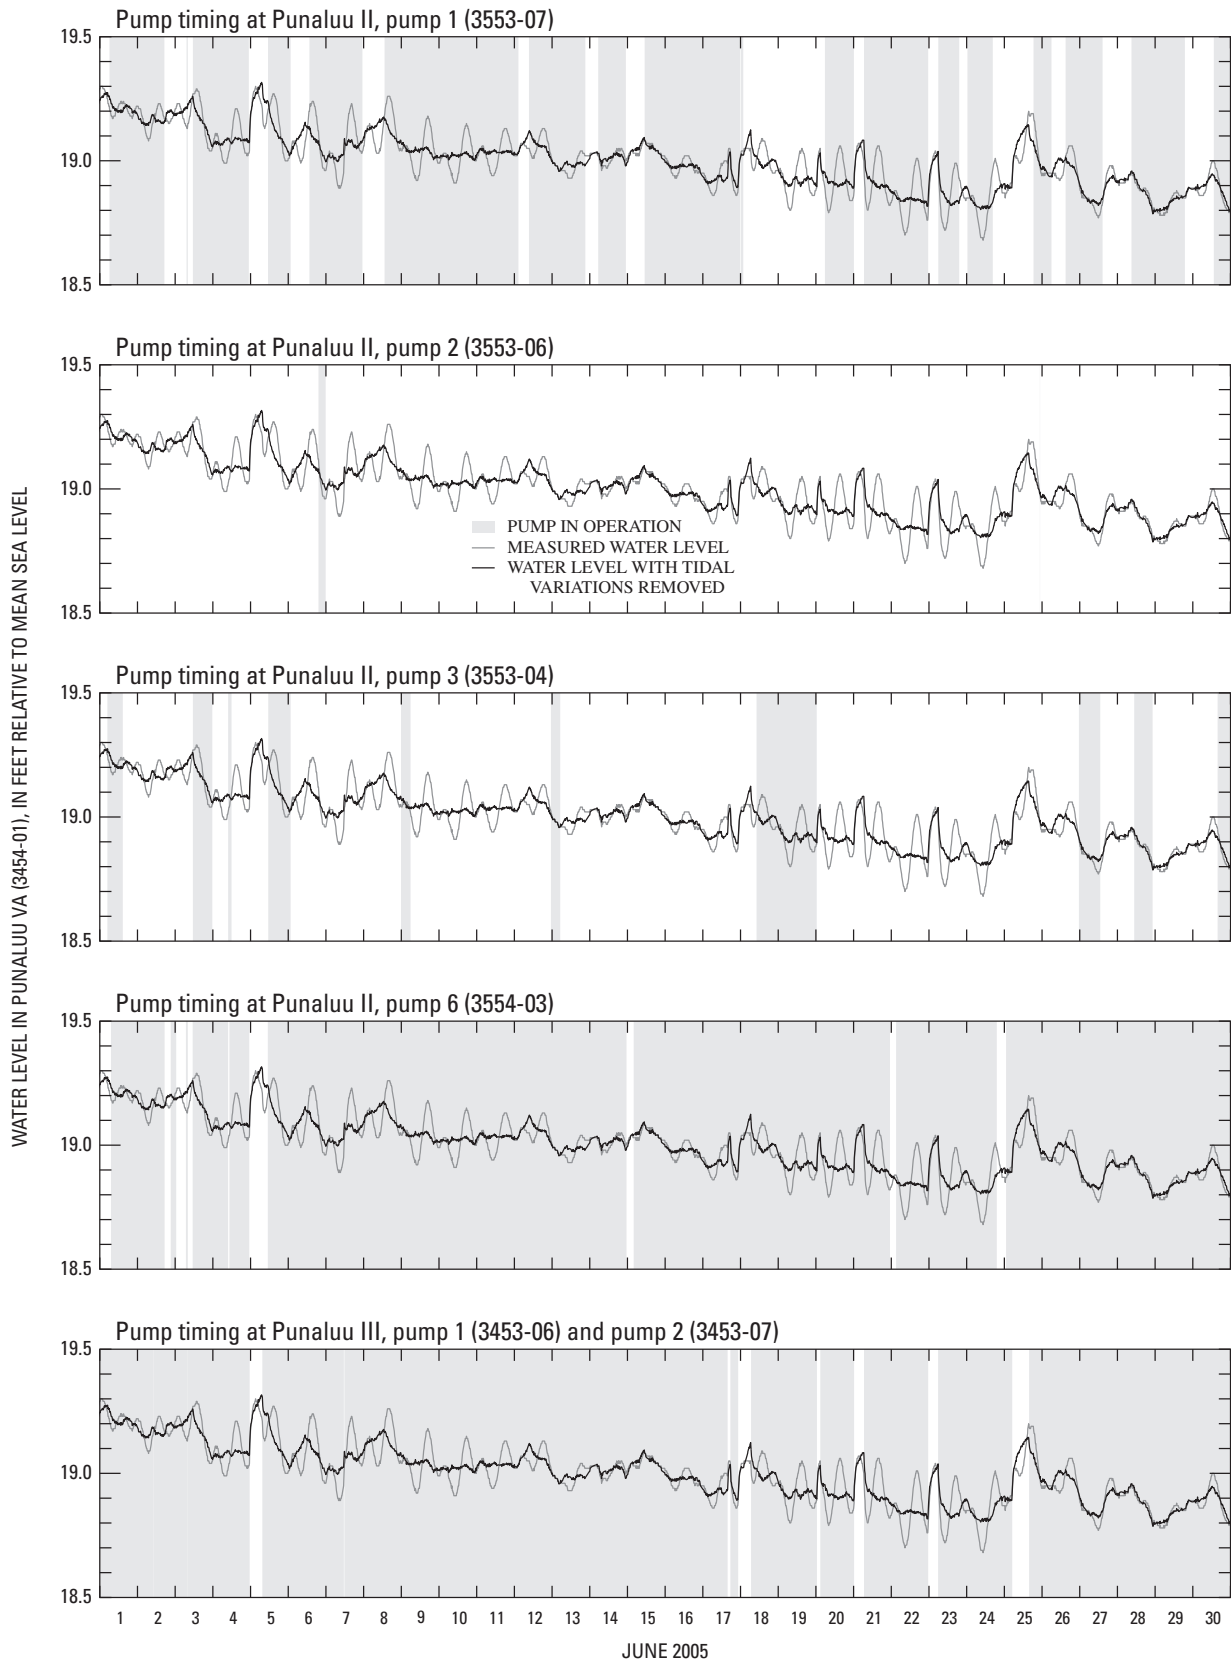 Pump timing at Punaluu II, pump 1 (3553-07)
19.5
19.0
18.5
Pump timing at Punaluu II, pump 2 (3553-06)
19.5
19.0
18.5
PUMP IN OPERATION
MEASURED WATER LEVEL
WATER LEVEL WITH TIDAL
VARIATIONS REMOVED
Pump timing at Punaluu II, pump 3 (3553-04)
19.5
19.0
18.5
Pump timing at Punaluu II, pump 6 (3554-03)
19.5
19.0
18.5
Pump timing at Punaluu III, pump 1 (3453-06) and pump 2 (3453-07)
19.5
19.0
18.5
1 2 3 4 5 6 7 8 9 10 11 12 13 14 15 16 17 18 19 20 21 22 23 24 25 26 27 28 29 30
JUNE 2005
WATER LEVEL IN PUNALUU VA (3454-01), IN FEET RELATIVE TO MEAN SEA LEVEL